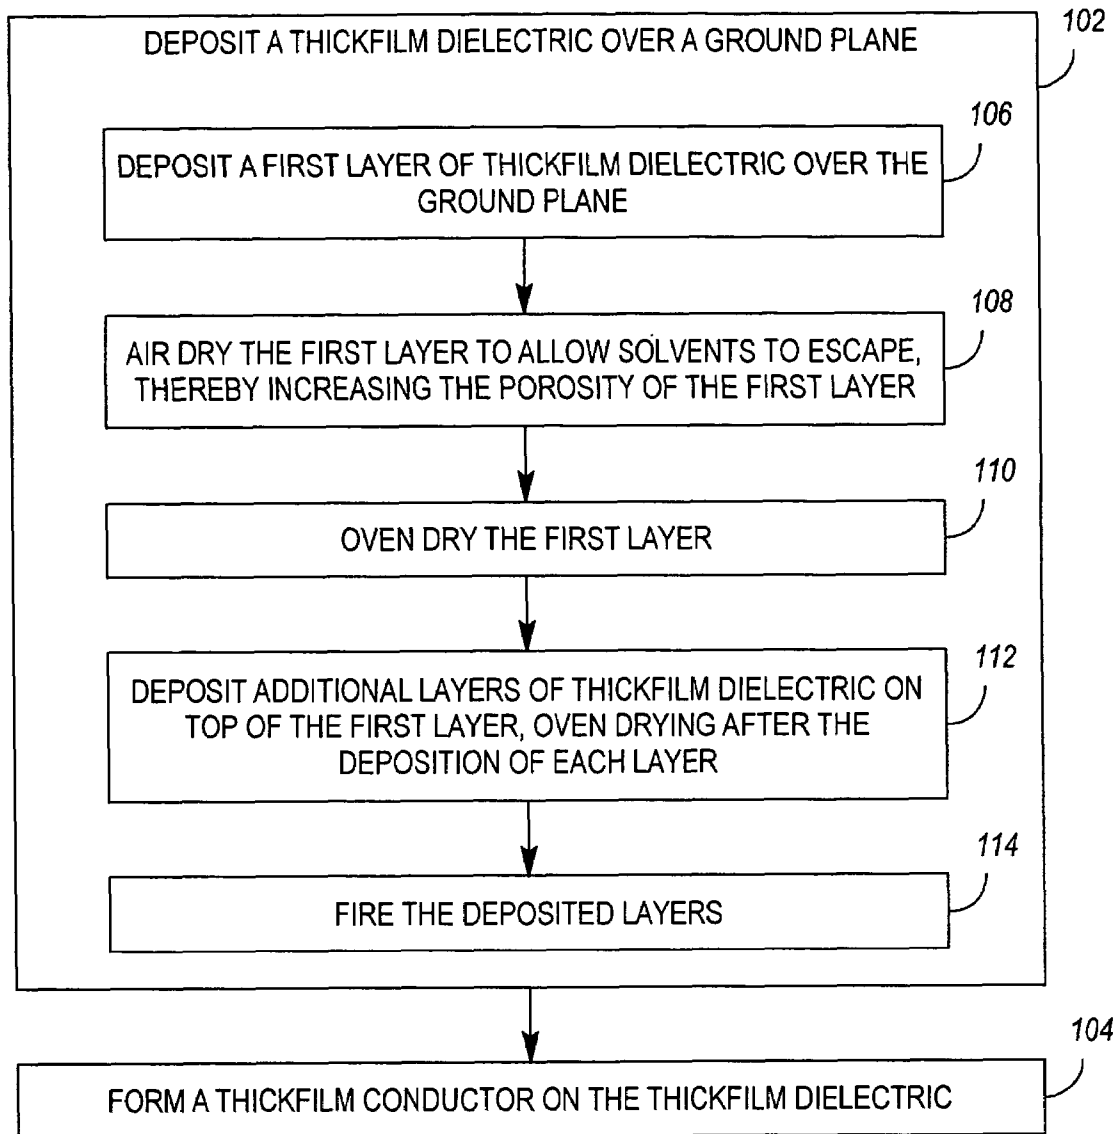 DEPOSIT A THICKFILM DIELECTRIC OVER A GROUND PLANE
102
106
DEPOSIT A FIRST LAYER OF THICKFILM DIELECTRIC OVER THE
GROUND PLANE
108
AIR DRY THE FIRST LAYER TO ALLOW SOLVENTS TO ESCAPE,
THEREBY INCREASING THE POROSITY OF THE FIRST LAYER
110
OVEN DRY THE FIRST LAYER
112
DEPOSIT ADDITIONAL LAYERS OF THICKFILM DIELECTRIC ON
TOP OF THE FIRST LAYER, OVEN DRYING AFTER THE
DEPOSITION OF EACH LAYER
114
FIRE THE DEPOSITED LAYERS
104
FORM A THICKFILM CONDUCTOR ON THE THICKFILM DIELECTRIC